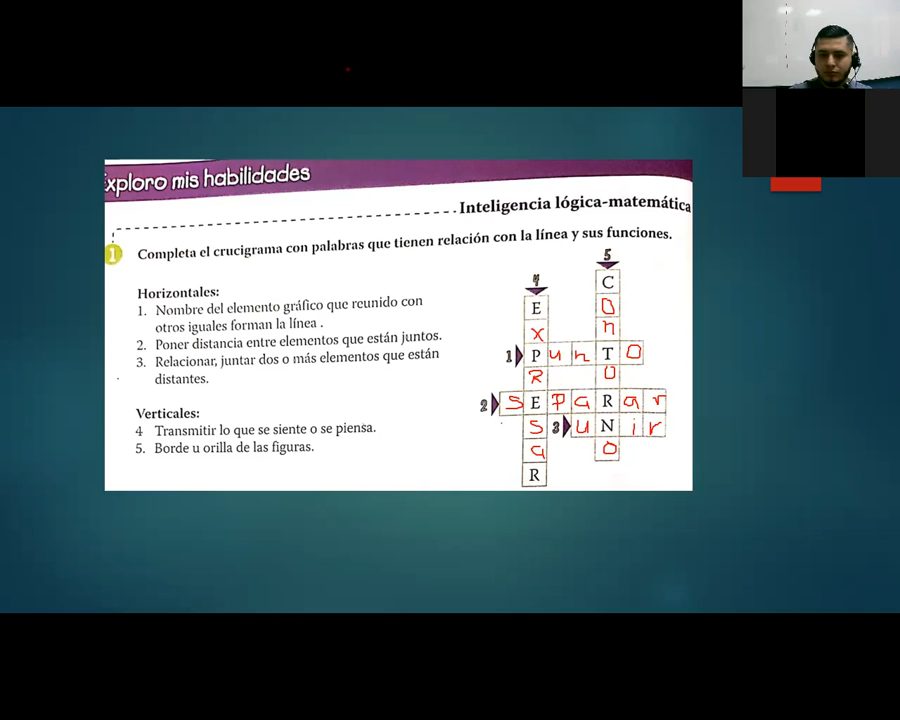 xploro mis habilidades
Inteligencia lógica-matemática
1 Completa el crucigrama con palabras que tienen relación con la línea y sus funciones.
Horizontales:
1. Nombre del elemento gráfico que reunido con
otros iguales forman la línea .
2. Poner distancia entre elementos que están juntos.
3. Relacionar, juntar dos o más elementos que están
distantes.
Verticales:
4 Transmitir lo que se siente o se piensa.
5. Borde u orilla de las figuras.
5
4 C
E O
X n
1 P u n T O
R O
2 S E P a R a r
S 3 u N i r
a O
R